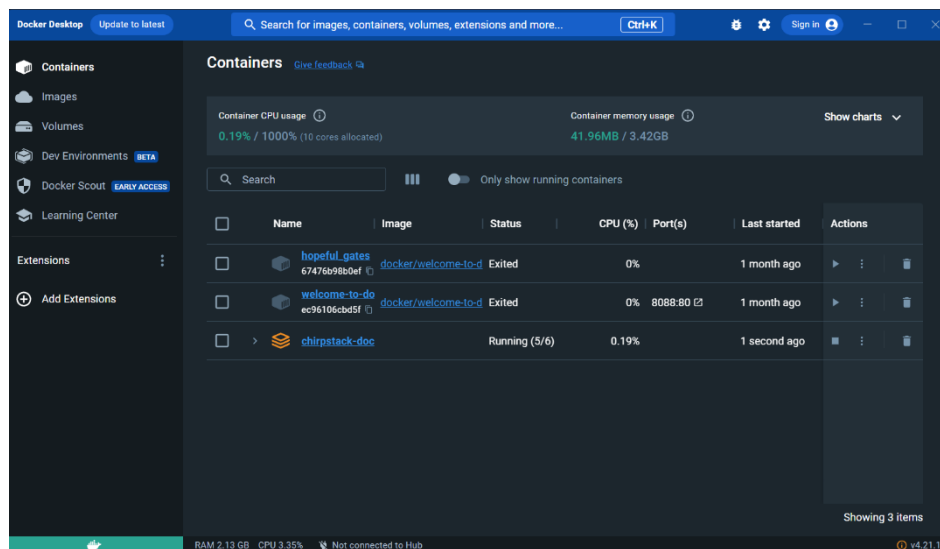 Docker Desktop Update to latest
Search for images, containers, volumes, extensions and more... Ctrl+K
Sign in
Containers
Images
Volumes
Dev Environments BETA
Docker Scout EARLY ACCESS
Learning Center
Extensions
Add Extensions
Containers Give feedback
Container CPU usage
0.19% / 1000% (10 cores allocated)
Container memory usage
41.96MB / 3.42GB
Show charts
Search
Only show running containers
Name Image Status CPU (%) Port(s) Last started Actions
hopeful_gates
67476b98b0ef
docker/welcome-to-d Exited 0% 1 month ago
welcome-to-do
ec96106cbd5f
docker/welcome-to-d Exited 0% 8088:80 1 month ago
chirpstack-doc Running (5/6) 0.19% 1 second ago
Showing 3 items
RAM 2.13 GB CPU 3.35% Not connected to Hub
v4.21.1